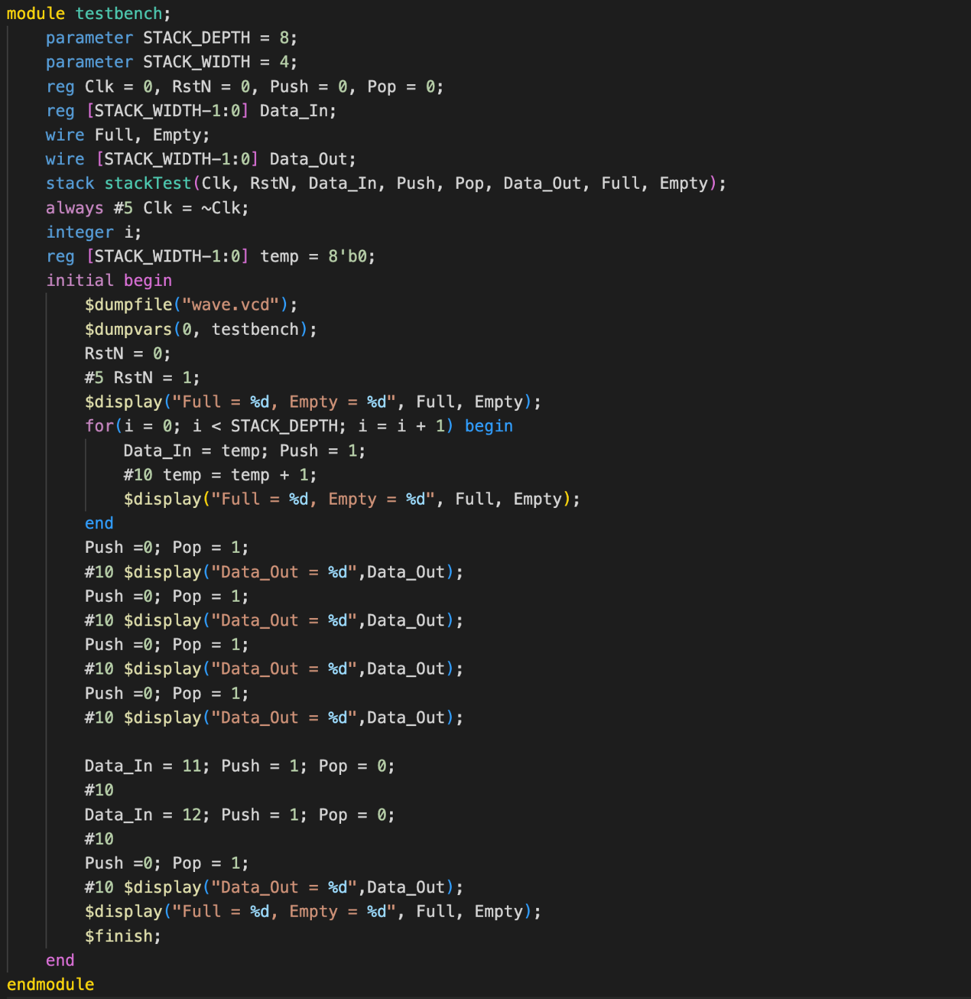 module testbench;
    parameter STACK_DEPTH = 8;
    parameter STACK_WIDTH = 4;
    reg Clk = 0, RstN = 0, Push = 0, Pop = 0;
    reg [STACK_WIDTH-1:0] Data_In;
    wire Full, Empty;
    wire [STACK_WIDTH-1:0] Data_Out;
    stack stackTest(Clk, RstN, Data_In, Push, Pop, Data_Out, Full, Empty);
    always #5 Clk = ~Clk;
    integer i;
    reg [STACK_WIDTH-1:0] temp = 8'b0;
    initial begin
        $dumpfile("wave.vcd");
        $dumpvars(0, testbench);
        RstN = 0;
        #5 RstN = 1;
        $display("Full = %d, Empty = %d", Full, Empty);
        for(i = 0; i < STACK_DEPTH; i = i + 1) begin
            Data_In = temp; Push = 1;
            #10 temp = temp + 1;
            $display("Full = %d, Empty = %d", Full, Empty);
        end
        Push =0; Pop = 1;
        #10 $display("Data_Out = %d",Data_Out);
        Push =0; Pop = 1;
        #10 $display("Data_Out = %d",Data_Out);
        Push =0; Pop = 1;
        #10 $display("Data_Out = %d",Data_Out);
        Push =0; Pop = 1;
        #10 $display("Data_Out = %d",Data_Out);

        Data_In = 11; Push = 1; Pop = 0;
        #10
        Data_In = 12; Push = 1; Pop = 0;
        #10
        Push =0; Pop = 1;
        #10 $display("Data_Out = %d",Data_Out);
        $display("Full = %d, Empty = %d", Full, Empty);
        $finish;
    end
endmodule